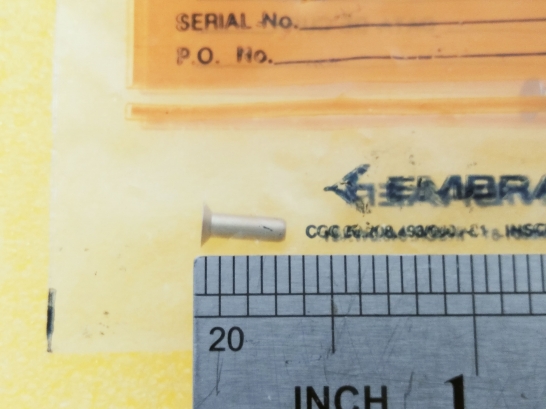 SERIAL No.
P.O. No.
EMBRA
20
INCH 1